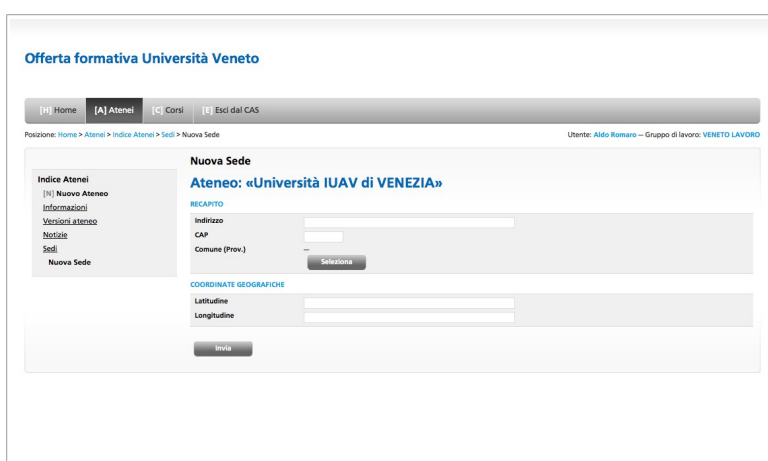 Offerta formativa Università Veneto
[H] Home [A] Atenei [C] Corsi [E] Esci dal CAS
Posizione: Home > Atenei > Indice Atenei > Sedi > Nuova Sede Utente: Aldo Romaro — Gruppo di lavoro: VENETO LAVORO
Indice Atenei
[N] Nuovo Ateneo
Informazioni
Versioni ateneo
Notizie
Sedi
Nuova Sede
Nuova Sede
Ateneo: «Università IUAV di VENEZIA»
RECAPITO
Indirizzo
CAP
Comune (Prov.) —
Seleziona
COORDINATE GEOGRAFICHE
Latitudine
Longitudine
Invia